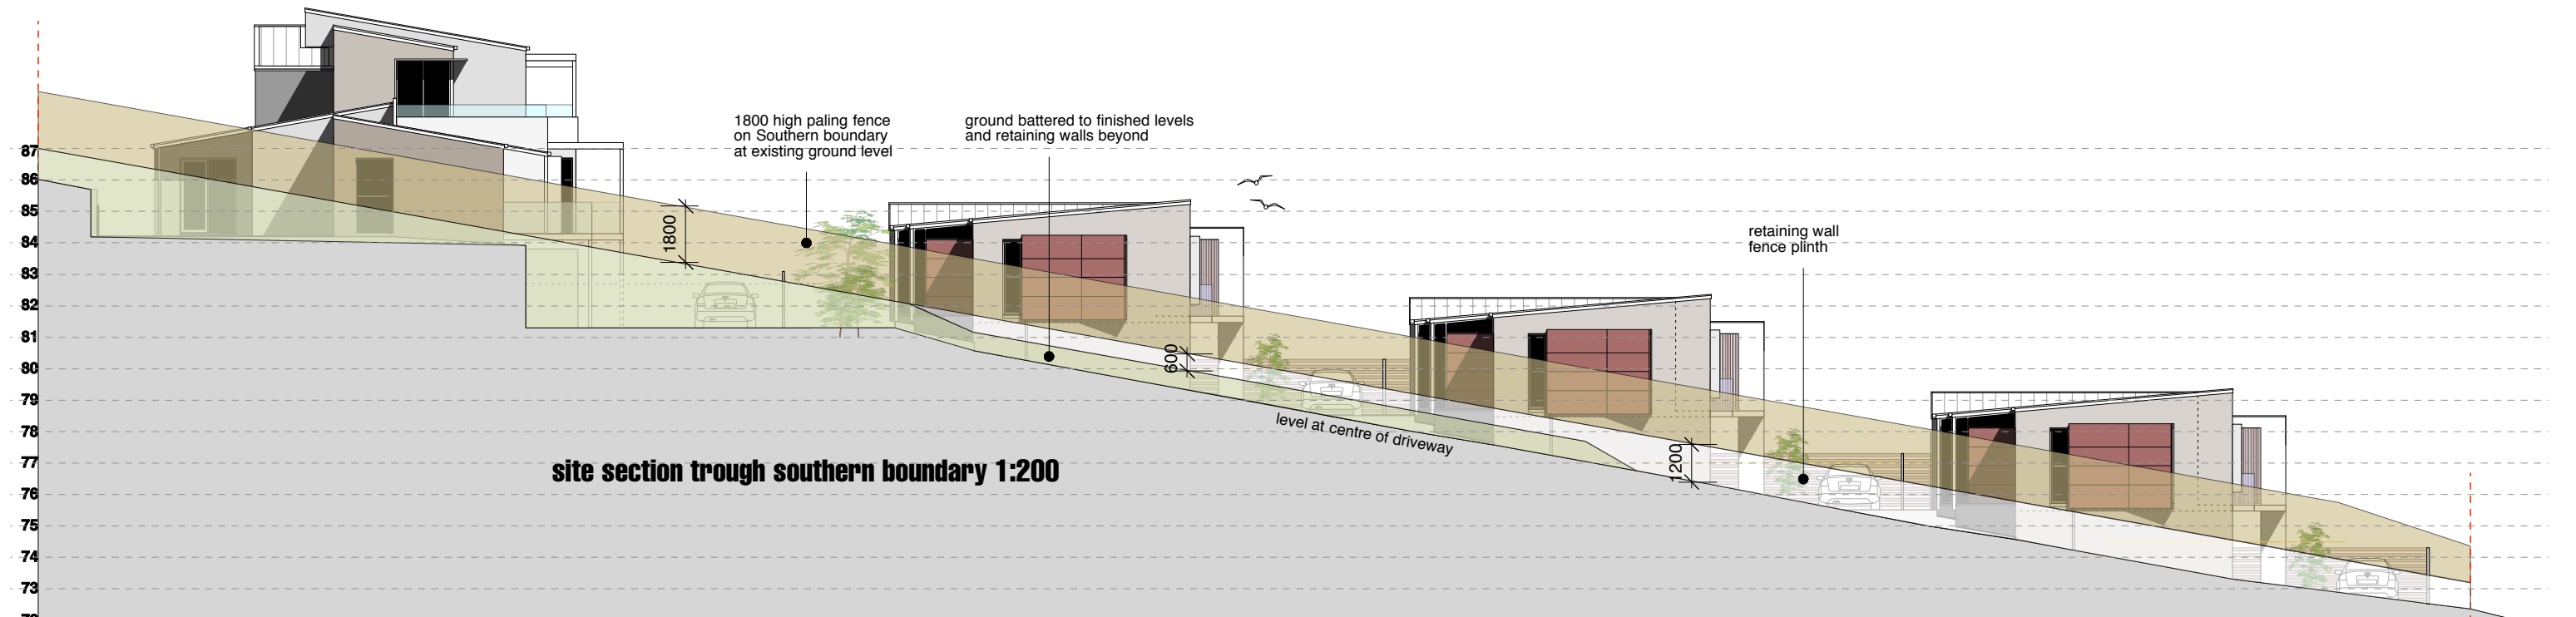 1800 high paling fence
on Southern boundary
at existing ground level
ground battered to finished levels
and retaining walls beyond
retaining wall
fence plinth
87
86
85
84
83
82
81
80
79
78
77
76
75
74
73
1800
600
1200
level at centre of driveway
site section trough southern boundary 1:200